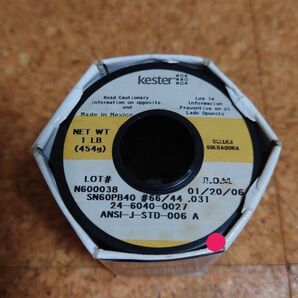 kester
Read Cautionary
information on opposite
end
Made in Mexico
Lea la
Informacion
Preventiva en el
Lado Opuesto
NET WT
1 LB
(454g)
SOLDER
SOLDADURA
LOT#
D.O.M.
N600038
01/20/06
SN60PB40 #66/44 .031
24-6040-0027
ANSI-J-STD-006 A